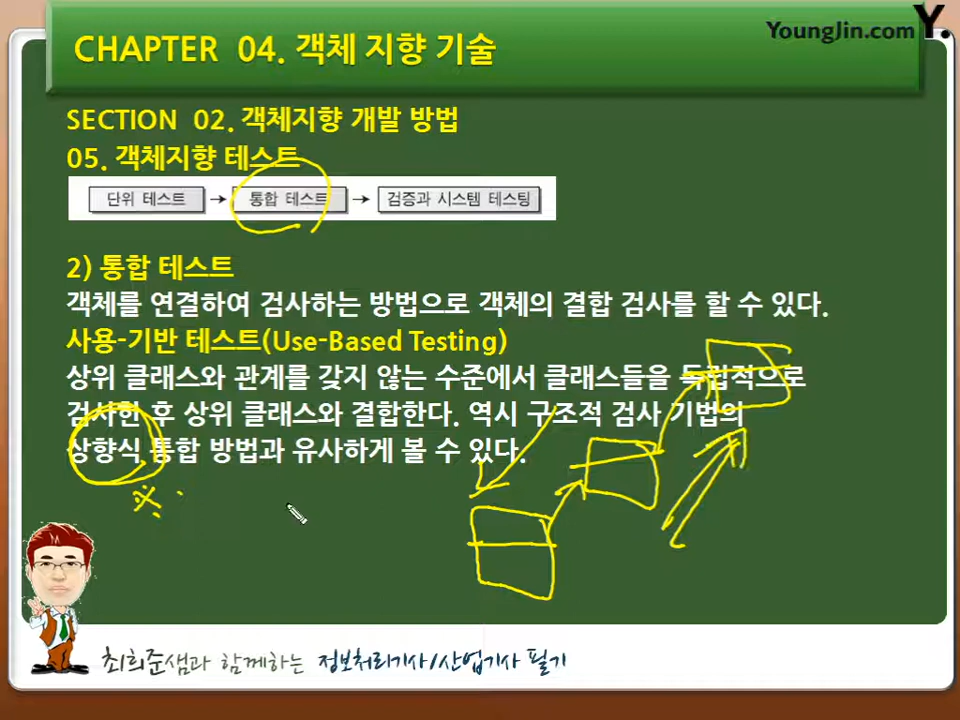 CHAPTER 04. 객체 지향 기술
YoungJin.com Y.
SECTION 02. 객체지향 개발 방법
05. 객체지향 테스트
단위 테스트 → 통합 테스트 → 검증과 시스템 테스팅
2) 통합 테스트
객체를 연결하여 검사하는 방법으로 객체의 결합 검사를 할 수 있다.
사용-기반 테스트(Use-Based Testing)
상위 클래스와 관계를 갖지 않는 수준에서 클래스들을 독립적으로
검사한 후 상위 클래스와 결합한다. 역시 구조적 검사 기법의
상향식 통합 방법과 유사하게 볼 수 있다.
※
최희준샘과 함께하는 정보처리기사/산업기사 필기